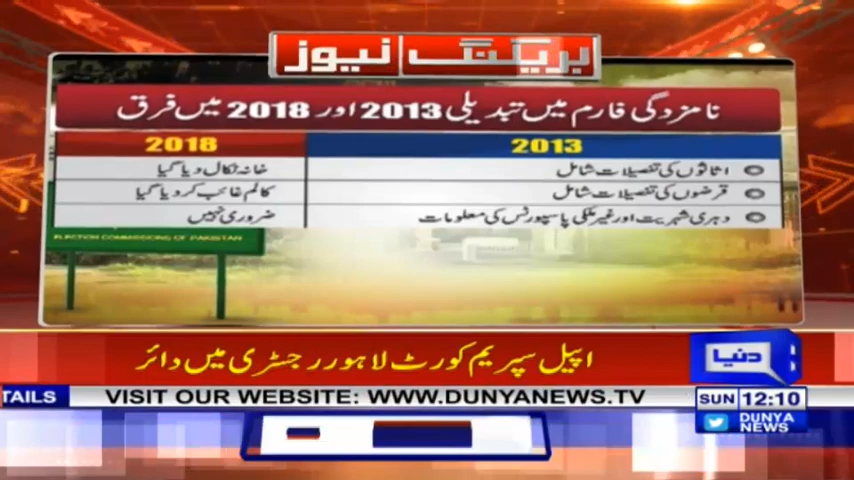 بریکنگ نیوز
نامزدگی فارم میں تبدیلی 2013 اور 2018 میں فرق
2013 2018
اثاثوں کی تفصیلات شامل خانہ نکال دیا گیا
قرضوں کی تفصیلات شامل کالم غائب کر دیا گیا
دہری شہریت اور غیر ملکی پاسپورٹس کی معلومات ضروری نہیں
ELECTION COMMISSIONS OF PAKISTAN
اپیل سپریم کورٹ لاہور رجسٹری میں دائر
دنیا
TAILS VISIT OUR WEBSITE: WWW.DUNYANEWS.TV
SUN 12:10
DUNYA NEWS